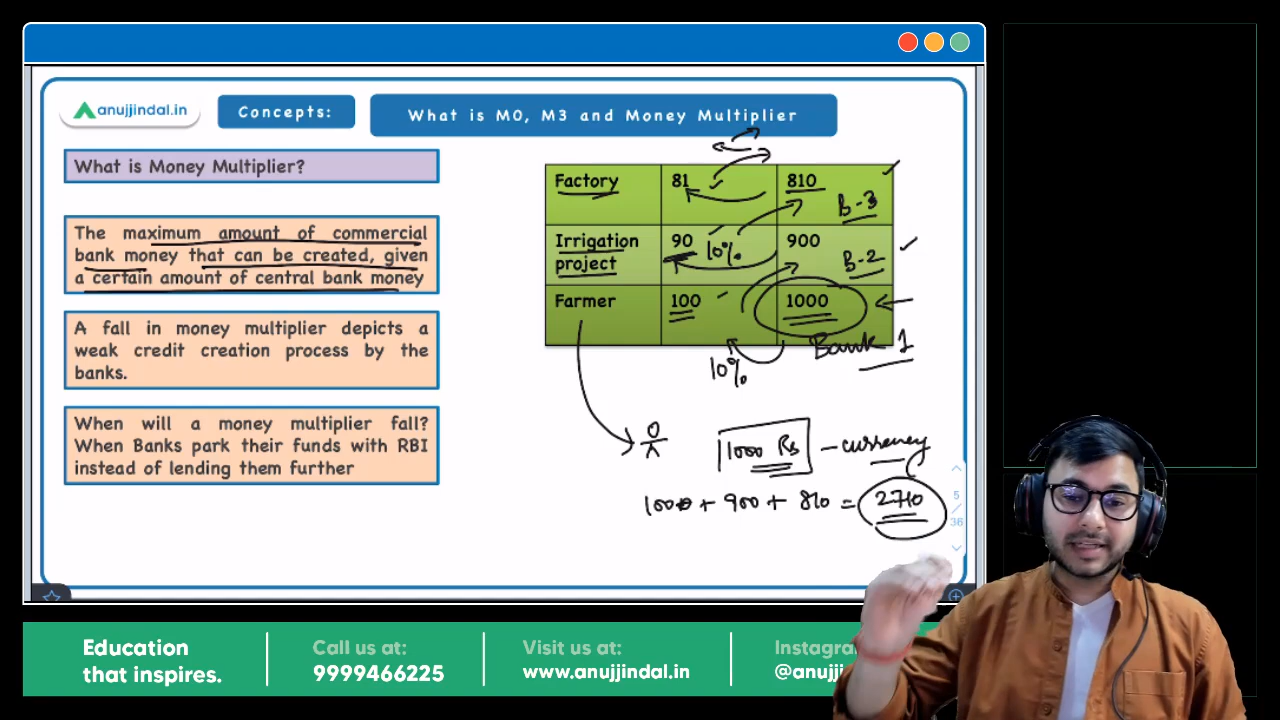 anujjindal.in
Concepts:
What is M0, M3 and Money Multiplier
What is Money Multiplier?
The maximum amount of commercial
bank money that can be created, given
a certain amount of central bank money
A fall in money multiplier depicts a
weak credit creation process by the
banks.
When will a money multiplier fall?
When Banks park their funds with RBI
instead of lending them further
Factory 81 810
B-3
Irrigation 90 10% 900
project B-2
Farmer 100 1000
Bank 1
10%
1000 Rs - currency
1000 + 900 + 810 = 2710
5
/
36
Education
that inspires.
Call us at:
9999466225
Visit us at:
www.anujjindal.in
Instagra
@anujji